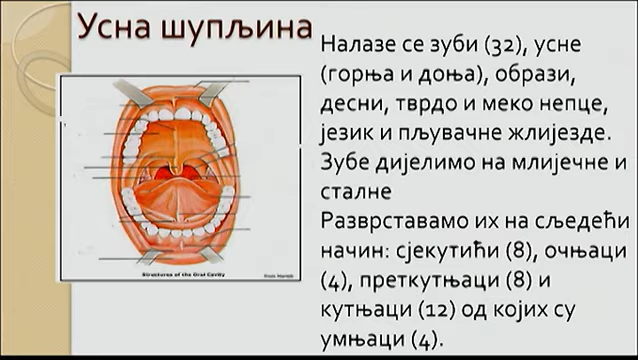 Усна шупљина
Налазе се зуби (32), усне
(горња и доња), образи,
десни, тврдо и меко непце,
језик и пљувачне жлијезде.
Зубе дијелимо на млијечне и
сталне
Разврставамо их на сљедећи
начин: сјекутићи (8), очњаци
(4), преткутњаци (8) и
кутњаци (12) од којих су
умњаци (4).
Structures of the Oral Cavity